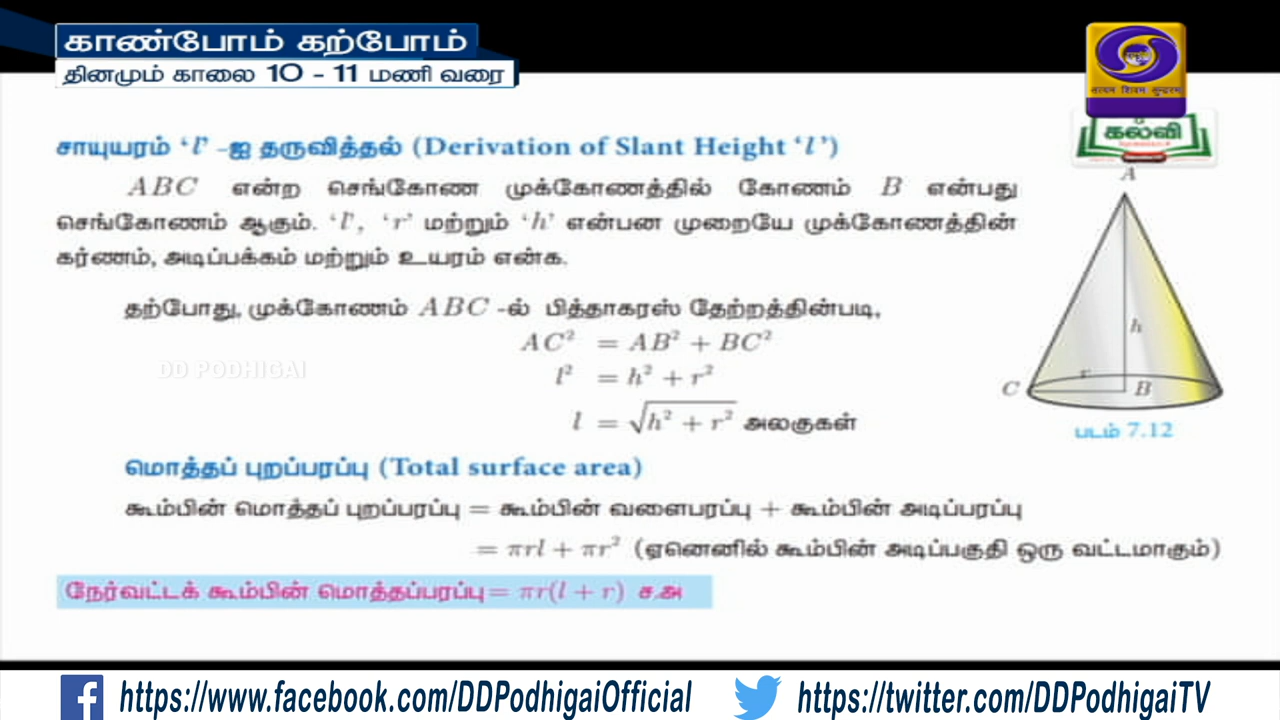 காண்போம் கற்போம்
தினமும் காலை 10 - 11 மணி வரை
सत्यम शिवम सुन्दरम
கல்வி
சாயுயரம் ‘l’ -ஐ தருவித்தல் (Derivation of Slant Height ‘l’)
ABC என்ற செங்கோண முக்கோணத்தில் கோணம் B என்பது
செங்கோணம் ஆகும். ‘l’, ‘r’ மற்றும் ‘h’ என்பன முறையே முக்கோணத்தின்
கர்ணம், அடிப்பக்கம் மற்றும் உயரம் என்க.
தற்போது, முக்கோணம் ABC -ல் பித்தாகரஸ் தேற்றத்தின்படி,
AC² = AB² + BC²
l² = h² + r²
l = √(h² + r²) அலகுகள்
A
h
r
C
B
படம் 7.12
DD PODHIGAI
மொத்தப் புறப்பரப்பு (Total surface area)
கூம்பின் மொத்தப் புறப்பரப்பு = கூம்பின் வளைபரப்பு + கூம்பின் அடிப்பரப்பு
= πrl + πr² (ஏனெனில் கூம்பின் அடிப்பகுதி ஒரு வட்டமாகும்)
நேர்வட்டக் கூம்பின் மொத்தப்பரப்பு = πr(l + r) ச.அ
https://www.facebook.com/DDPodhigaiOfficial
https://twitter.com/DDPodhigaiTV